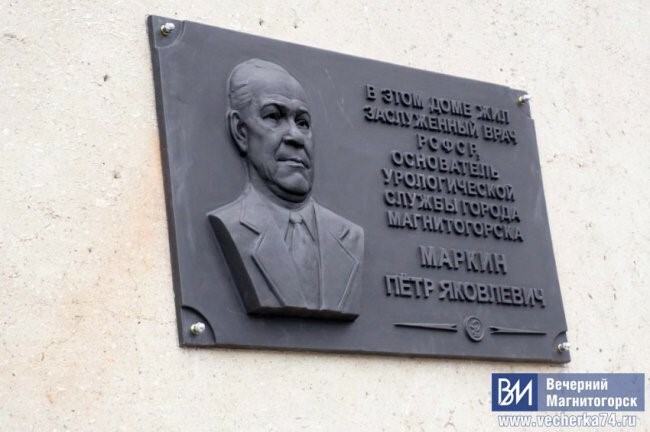 В ЭТОМ ДОМЕ ЖИЛ
ЗАСЛУЖЕННЫЙ ВРАЧ
РСФСР,
ОСНОВАТЕЛЬ
УРОЛОГИЧЕСКОЙ
СЛУЖБЫ ГОРОДА
МАГНИТОГОРСКА
МАРКИН
ПЁТР ЯКОВЛЕВИЧ
ВМ Вечерний
Магнитогорск
www.vecherka74.ru